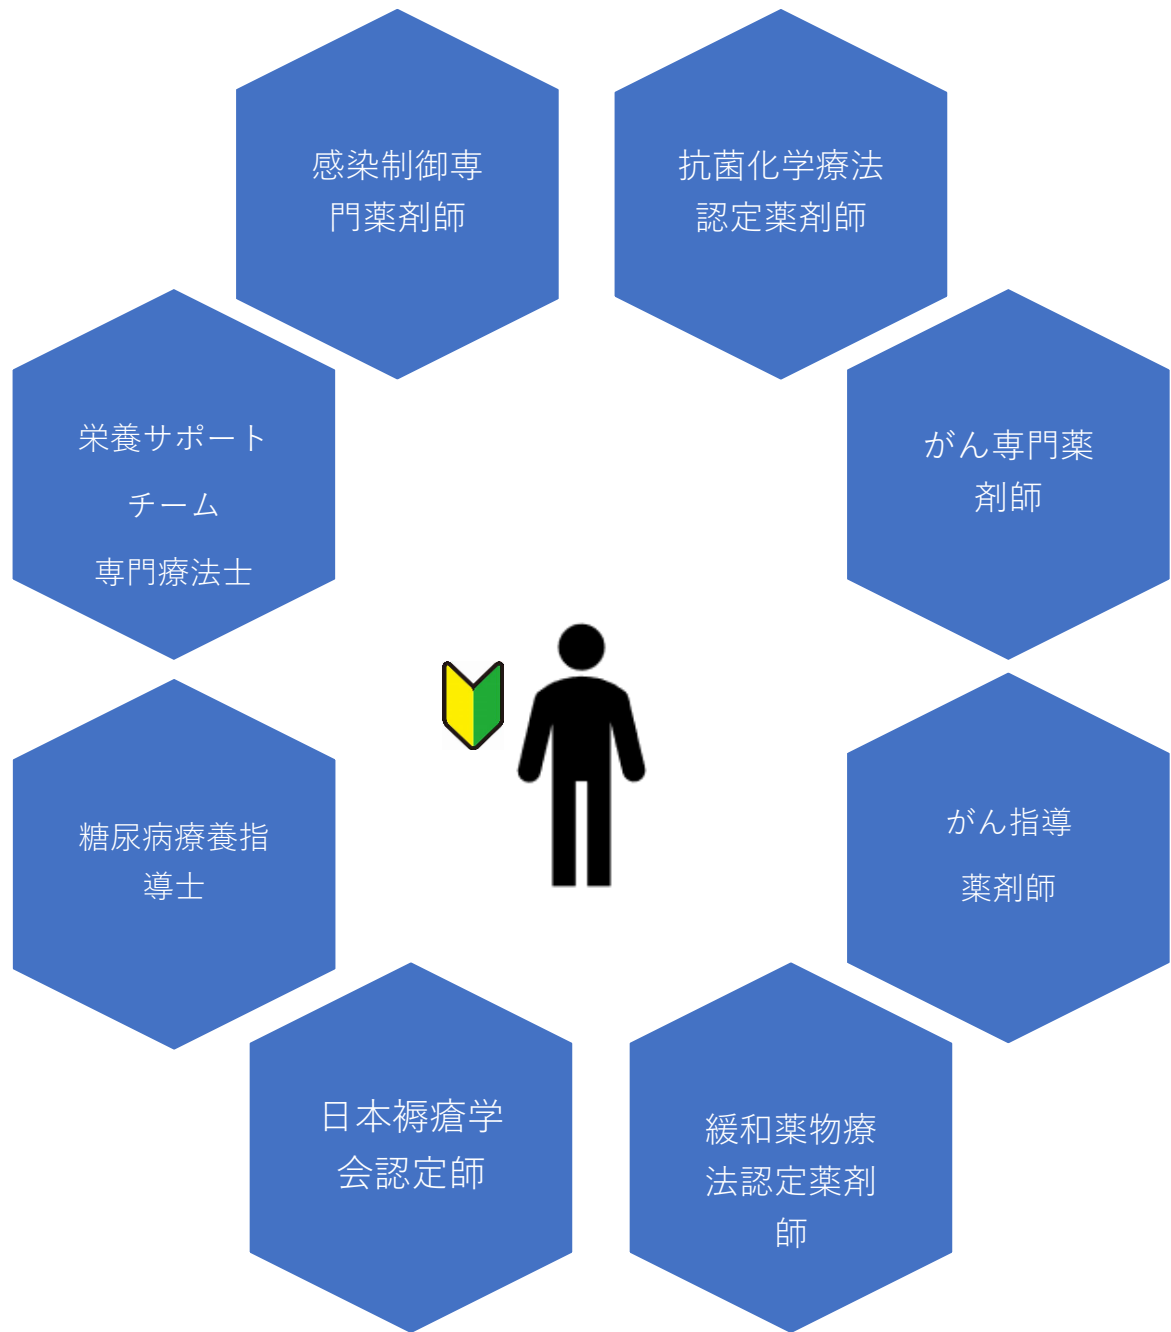 感染制御専
門薬剤師
抗菌化学療法
認定薬剤師
栄養サポート
チーム
専門療法士
がん専門薬
剤師
糖尿病療養指
導士
がん指導
薬剤師
日本褥瘡学
会認定師
緩和薬物療
法認定薬剤
師